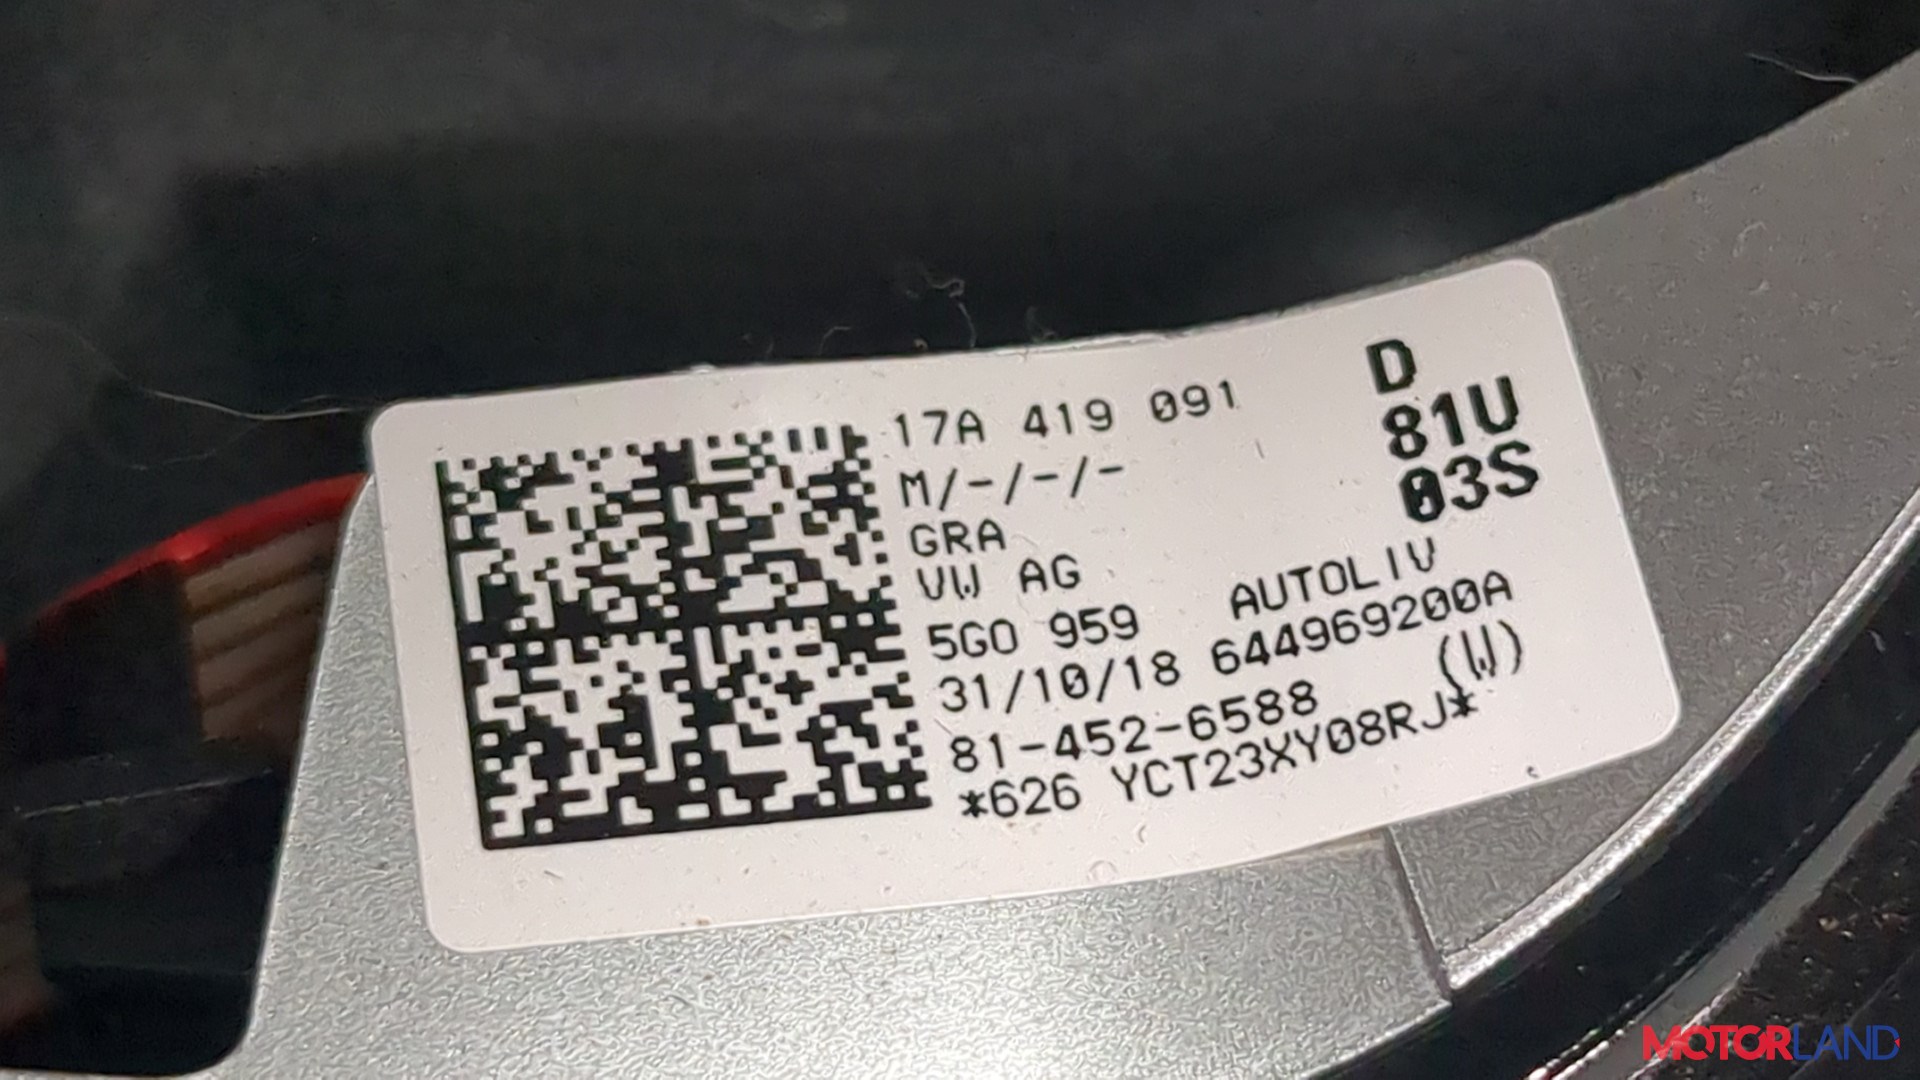 17A 419 091
M/-/-/-
GRA
VW AG
5G0 959 AUTOLIV
31/10/18 644969200A
81-452-6588 (W)
*626 YCT23XY08RJ*
D
81U
03S
MOTORLAND